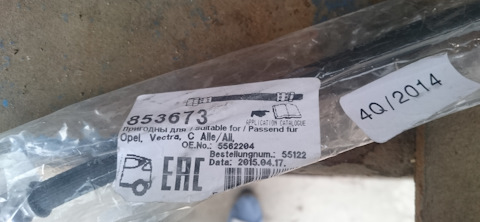 853673
APPLICATION CATALOGUE
Пригодны для / suitable for / Passend für
Opel, Vectra, C Alle/All,
OE.No.: 5562204
Bestellungnum.: 55122
Date: 2015.04.17.
EAC
4Q/2014